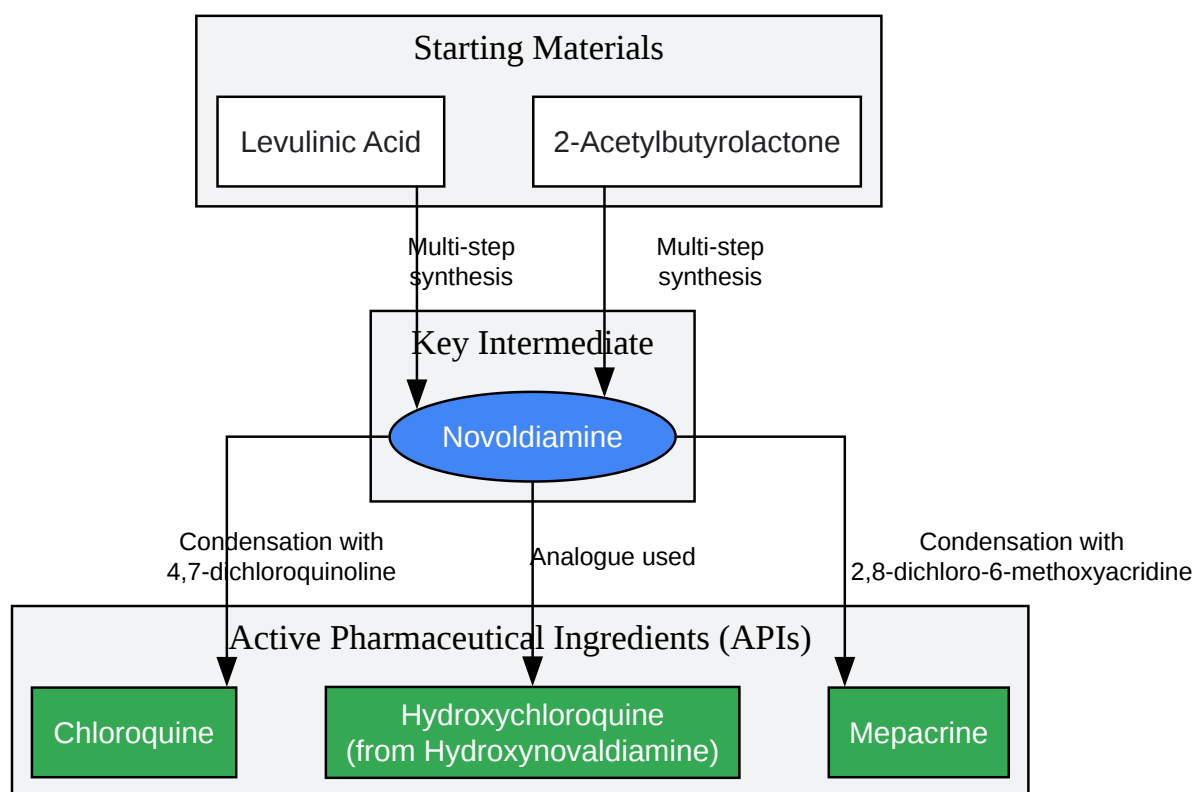 Starting Materials
Levulinic Acid
2-Acetylbutyrolactone
Multi-step
synthesis
Multi-step
synthesis
Key Intermediate
Novoldiamine
Condensation with
4,7-dichloroquinoline
Analogue used
Condensation with
2,8-dichloro-6-methoxyacridine
Active Pharmaceutical Ingredients (APIs)
Chloroquine
Hydroxychloroquine
(from Hydroxynovaldiamine)
Mepacrine